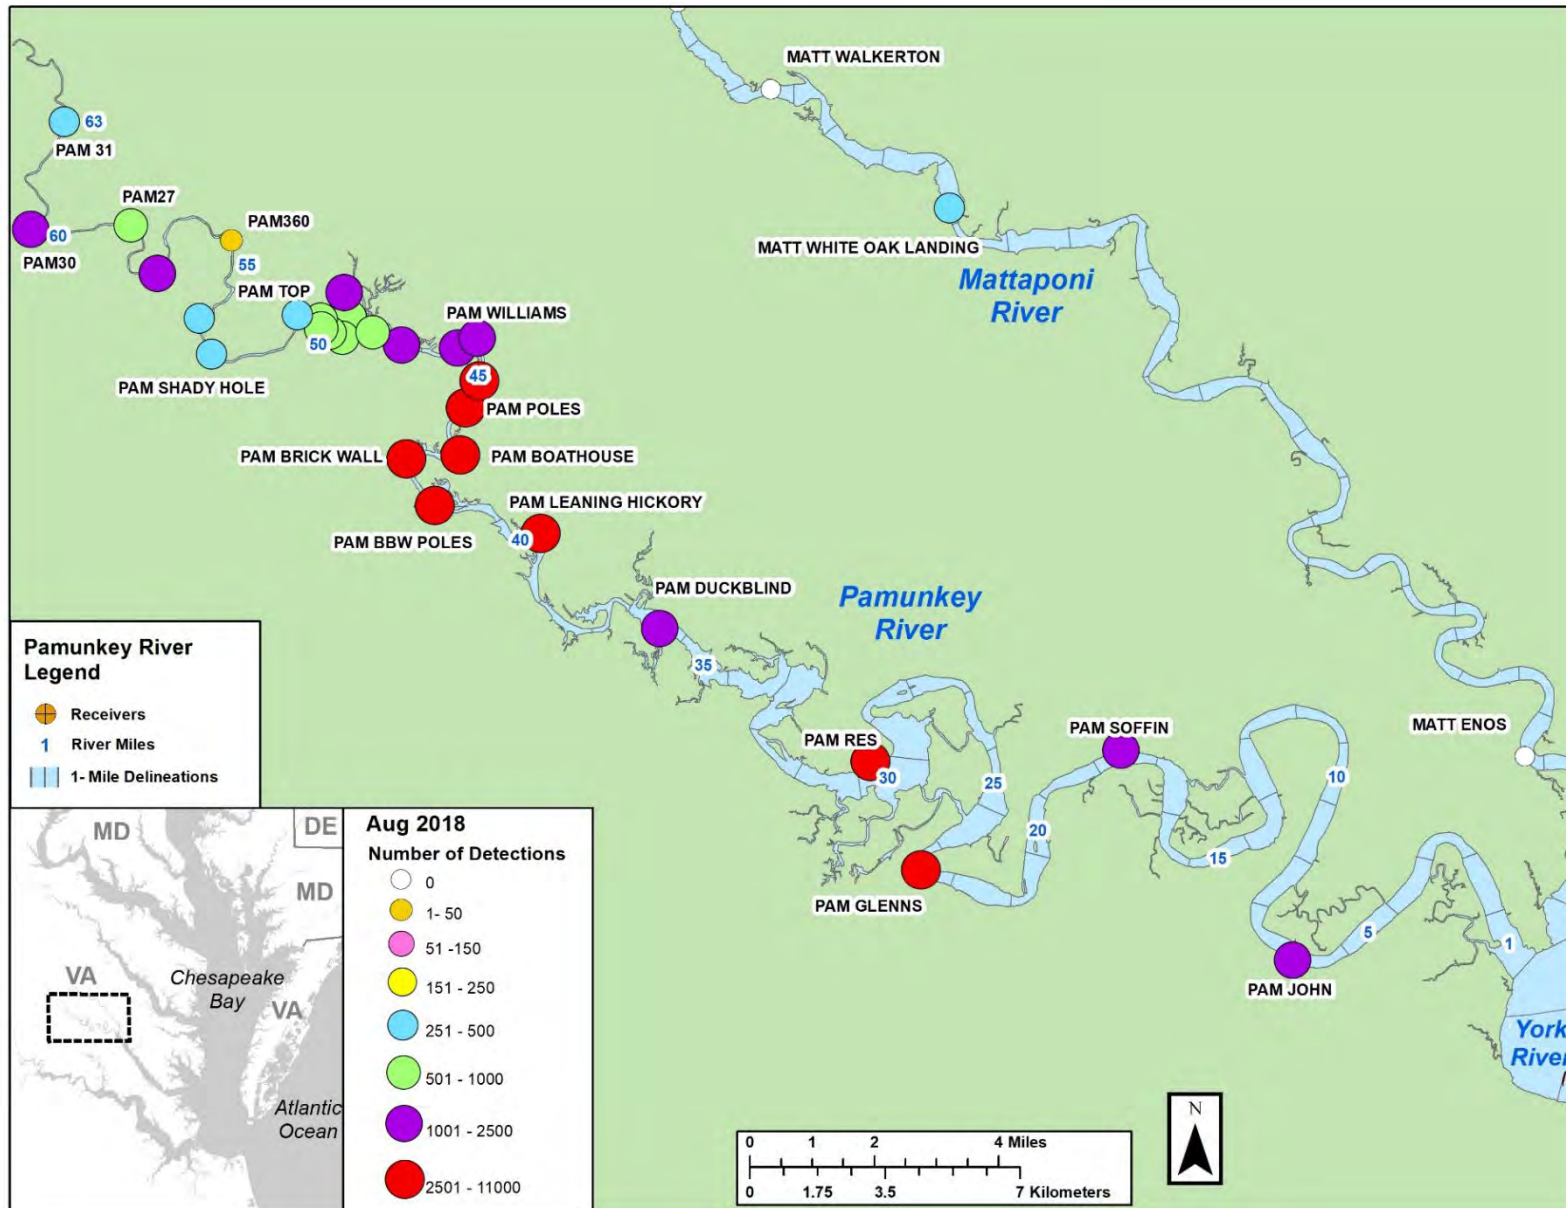 MATT WALKERTON
63
PAM 31
PAM27
PAM360
60
PAM30
55
MATT WHITE OAK LANDING
Mattaponi
River
PAM TOP
PAM WILLIAMS
50
45
PAM SHADY HOLE
PAM POLES
PAM BRICK WALL
PAM BOATHOUSE
PAM LEANING HICKORY
PAM BBW POLES
40
PAM DUCKBLIND
Pamunkey
River
35
PAM SOFFIN
MATT ENOS
PAM RES
30
25
10
20
15
PAM GLENNS
5
1
PAM JOHN
York
River
Pamunkey River
Legend
Receivers
1 River Miles
1- Mile Delineations
MD
DE
MD
VA
Chesapeake
Bay
VA
Atlantic
Ocean
Aug 2018
Number of Detections
0
1- 50
51 -150
151 - 250
251 - 500
501 - 1000
1001 - 2500
2501 - 11000
0 1 2 4 Miles
0 1.75 3.5 7 Kilometers
N